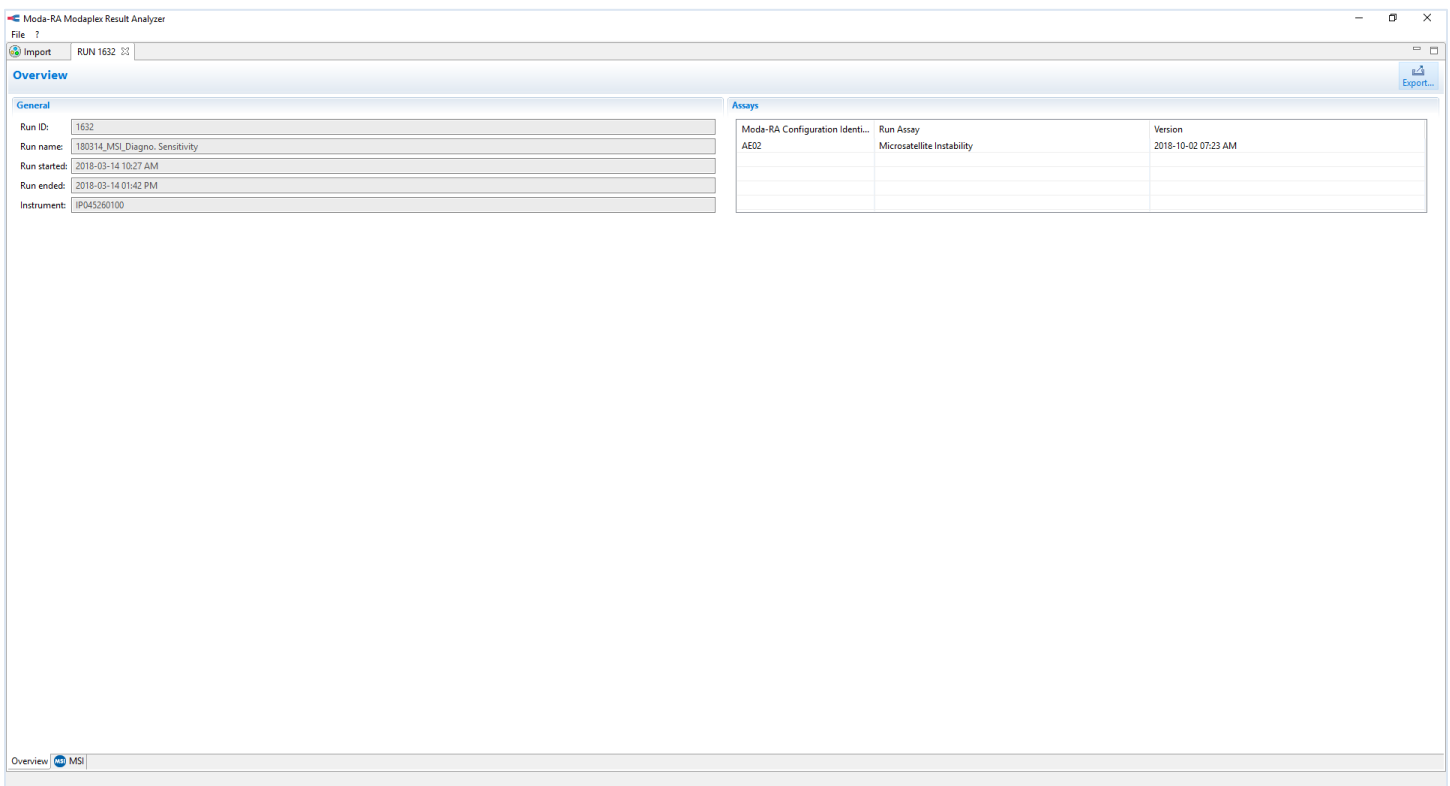 Moda-RA Modaplex Result Analyzer
File ?
Import RUN 1632
Overview
Export...
General
Run ID: 1632
Run name: 180314_MSI_Diagno. Sensitivity
Run started: 2018-03-14 10:27 AM
Run ended: 2018-03-14 01:42 PM
Instrument: IP045260100
Assays
Moda-RA Configuration Identi... Run Assay Version
AE02 Microsatellite Instability 2018-10-02 07:23 AM
Overview MSI MSI